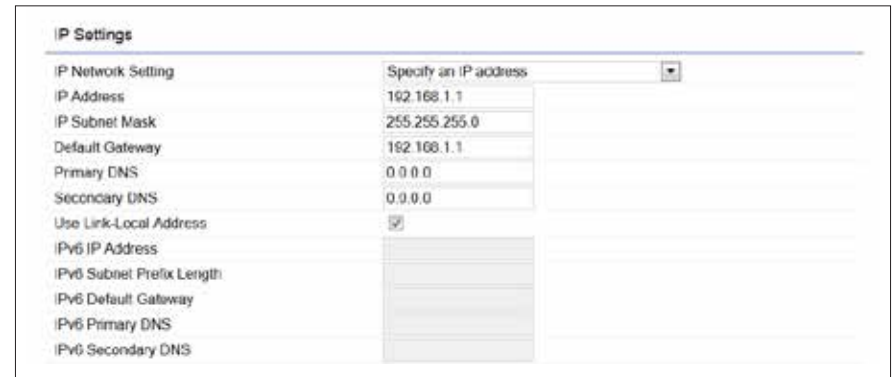 IP Settings
IP Network Setting Specify an IP address
IP Address 192.168.1.1
IP Subnet Mask 255.255.255.0
Default Gateway 192.168.1.1
Primary DNS 0.0.0.0
Secondary DNS 0.0.0.0
Use Link-Local Address
IPv6 IP Address
IPv6 Subnet Prefix Length
IPv6 Default Gateway
IPv6 Primary DNS
IPv6 Secondary DNS